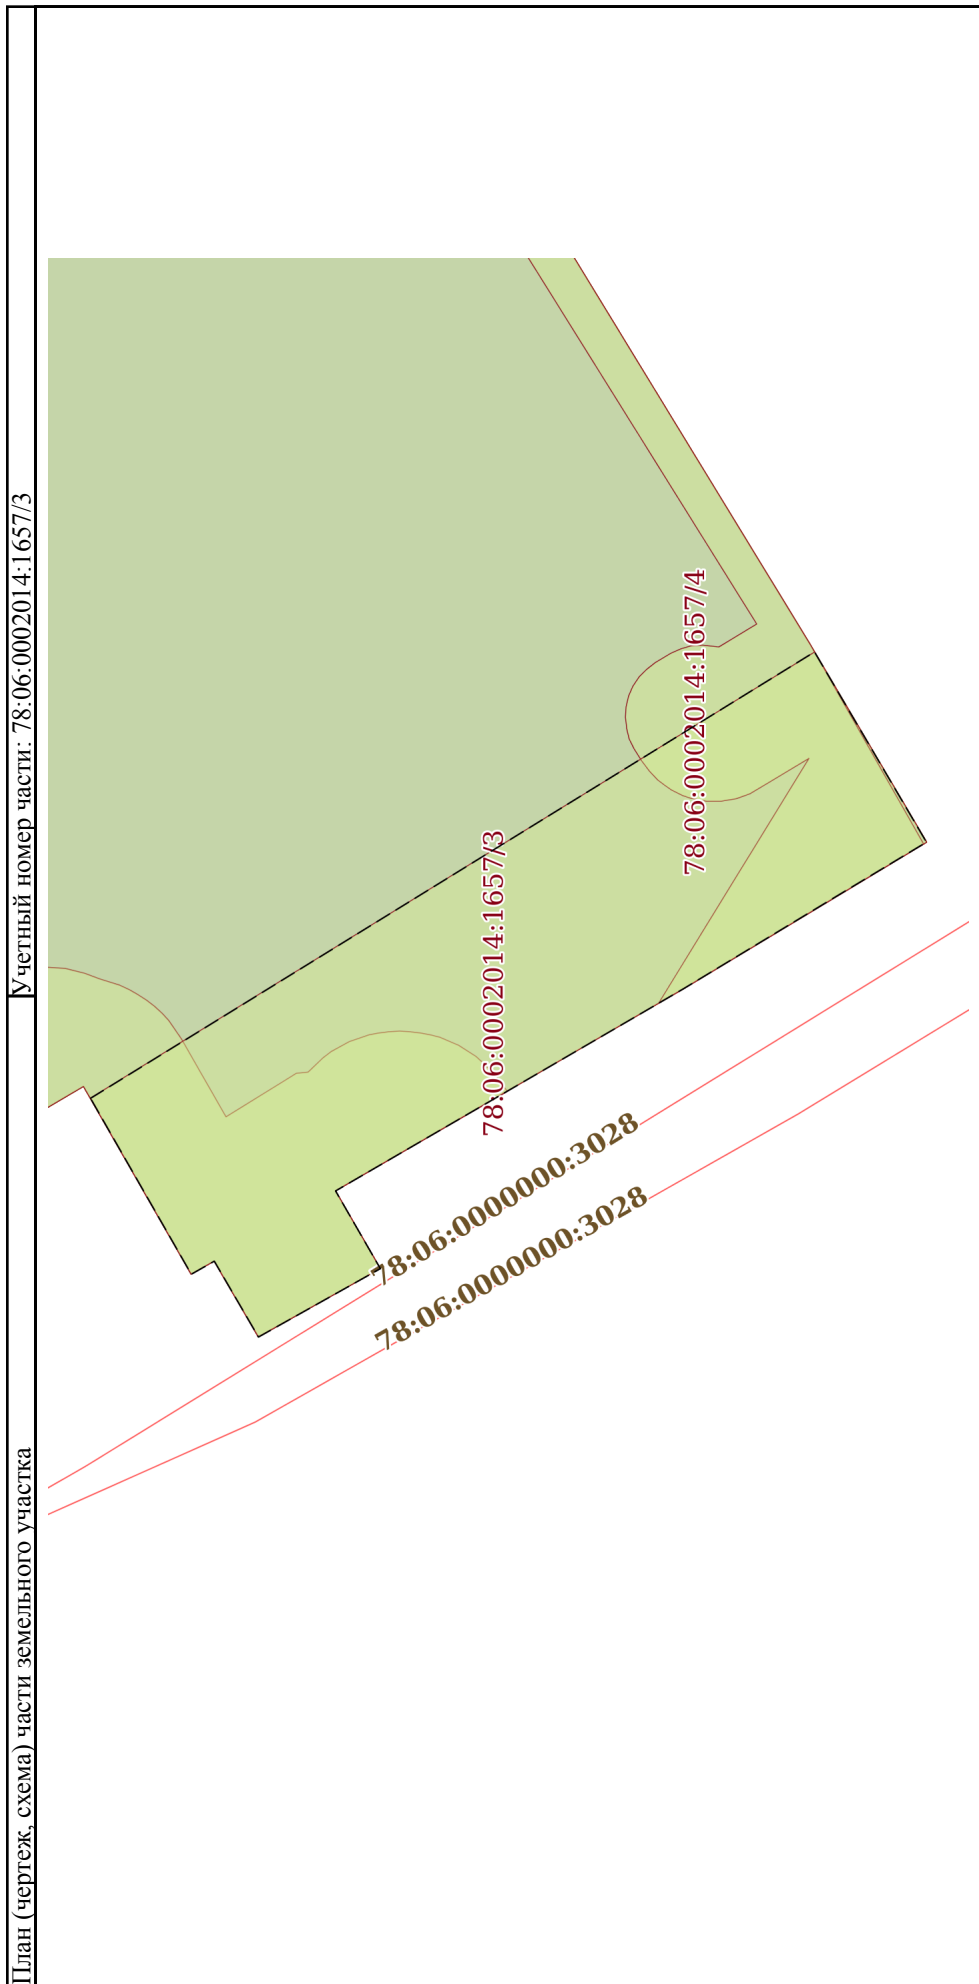 План (чертеж, схема) части земельного участка
Учетный номер части: 78:06:0002014:1657/3
78:06:0002014:1657/4
78:06:0002014:1657/3
78:06:0000000:3028
78:06:0000000:3028